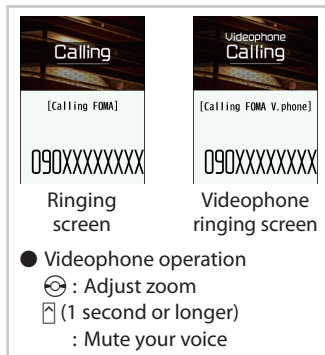 Calling
[Calling FOMA]
090XXXXXXXX
Ringing
screen
Videophone
Calling
[Calling FOMA V.phone]
090XXXXXXXX
Videophone
ringing screen
● Videophone operation
: Adjust zoom
(1 second or longer)
: Mute your voice